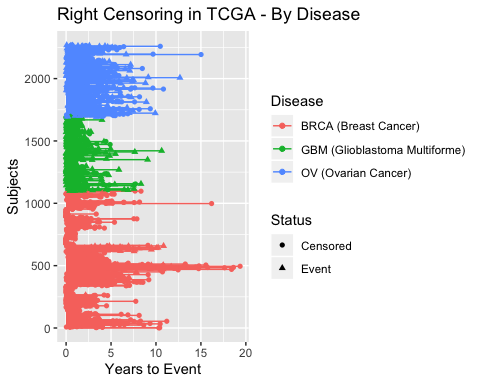 Right Censoring in TCGA - By Disease
Subjects
2000
1500
1000
500
0
0 5 10 15 20
Years to Event
Disease
BRCA (Breast Cancer)
GBM (Glioblastoma Multiforme)
OV (Ovarian Cancer)
Status
Censored
Event